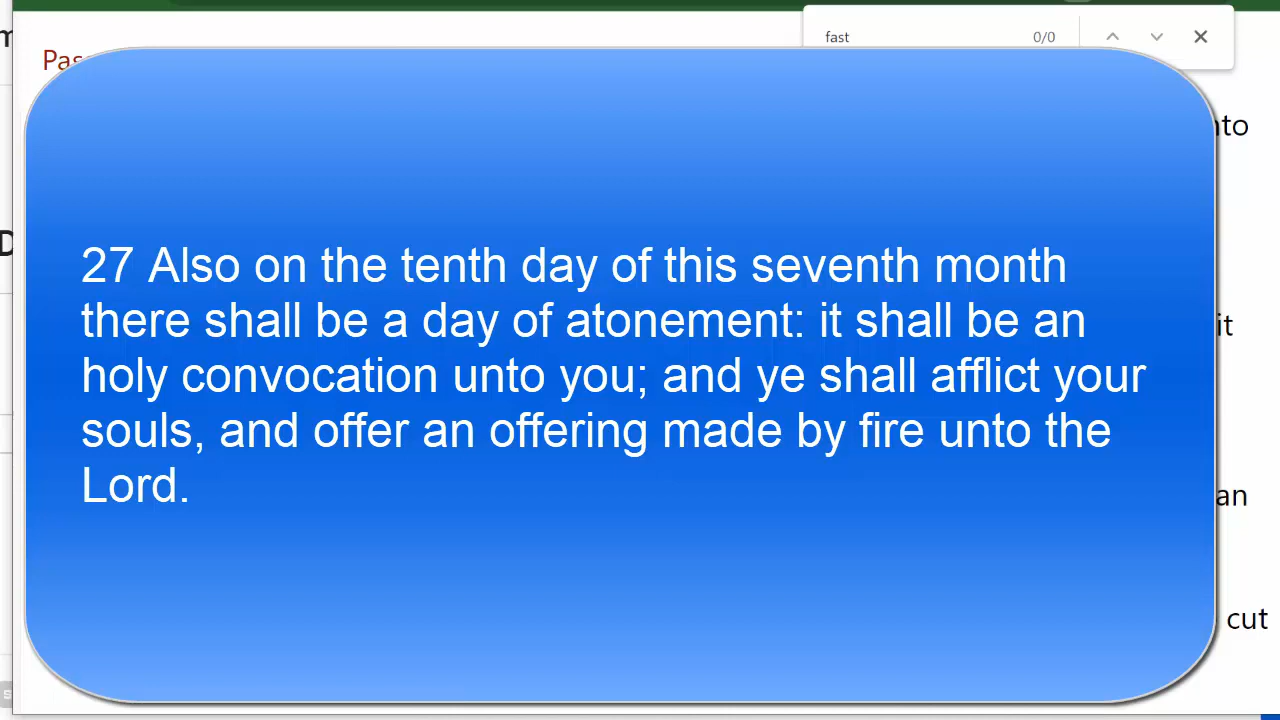 fast 0/0
Pas
nto
27 Also on the tenth day of this seventh month
there shall be a day of atonement: it shall be an
holy convocation unto you; and ye shall afflict your
souls, and offer an offering made by fire unto the
Lord.
it
an
cut